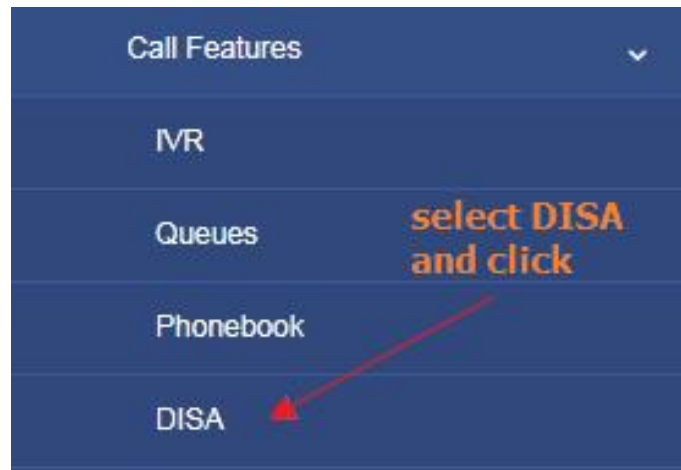 Call Features
IVR
Queues
select DISA
and click
Phonebook
DISA